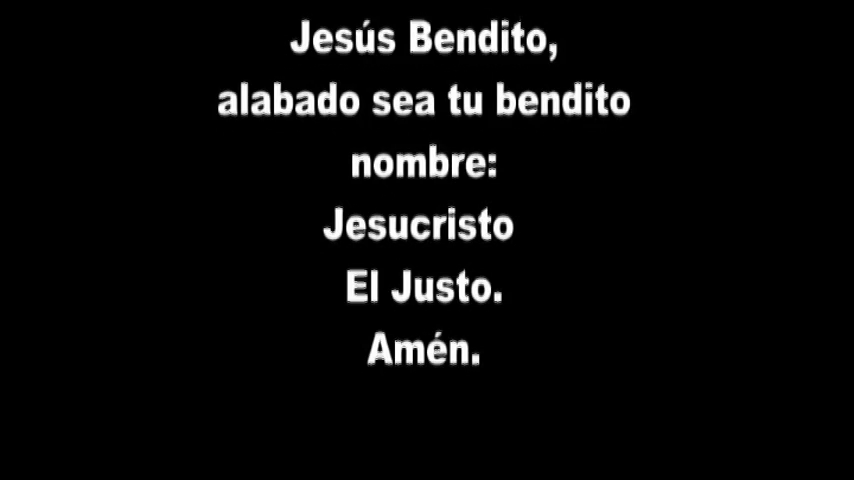 Jesús Bendito,
alabado sea tu bendito
nombre:
Jesucristo
El Justo.
Amén.